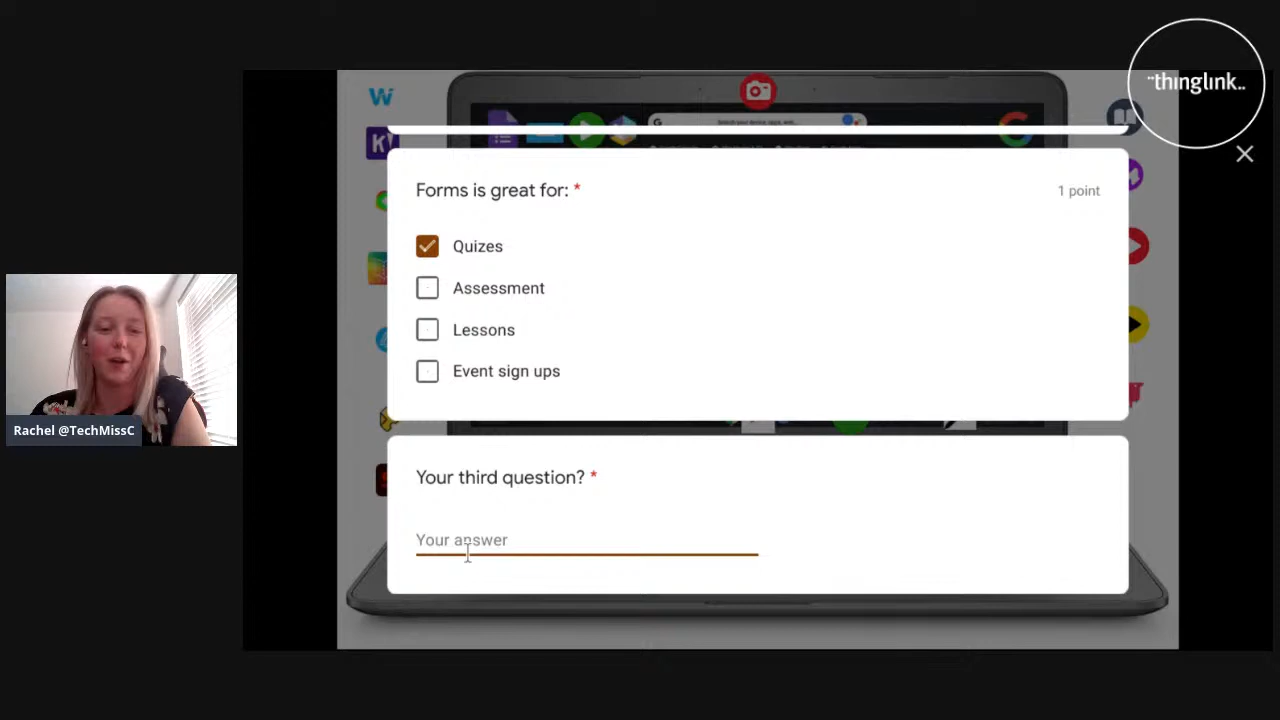 ¨thinglink..
W
K!
G
Forms is great for: *
1 point
Quizes
Assessment
Lessons
Event sign ups
Your third question? *
Your answer
Rachel @TechMissC